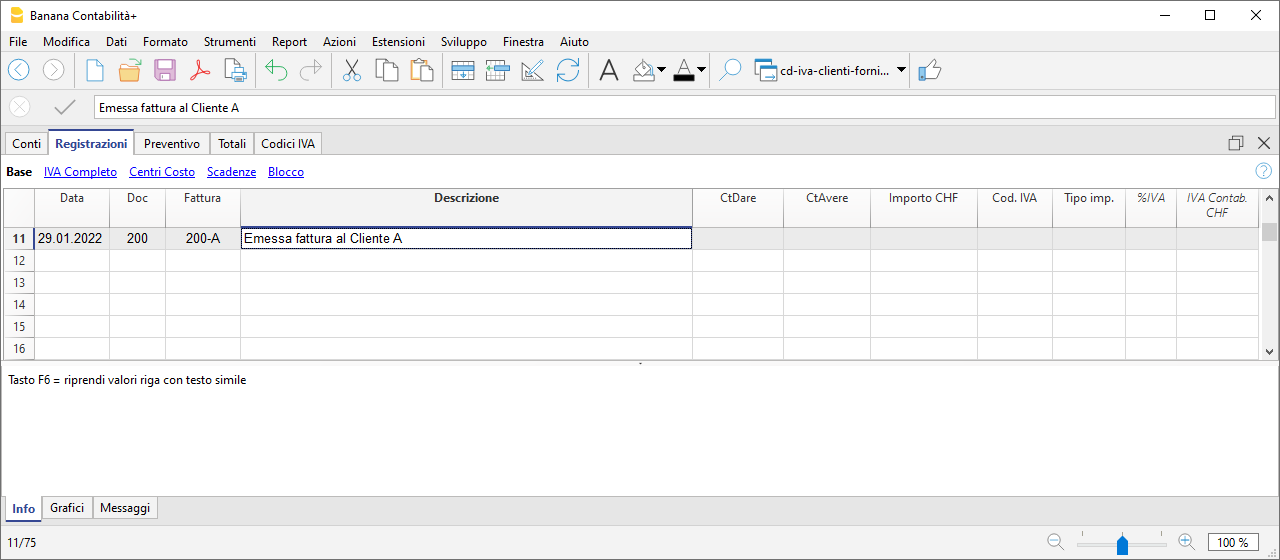 Banana Contabilità+
File Modifica Dati Formato Strumenti Report Azioni Estensioni Sviluppo Finestra Aiuto
cd-iva-clienti-forni...
Emessa fattura al Cliente A
Conti Registrazioni Preventivo Totali Codici IVA
Base IVA Completo Centri Costo Scadenze Blocco
Data Doc Fattura Descrizione CtDare CtAvere Importo CHF Cod. IVA Tipo imp. %IVA IVA Contab.
CHF
11 29.01.2022 200 200-A Emessa fattura al Cliente A
12
13
14
15
16
Tasto F6 = riprendi valori riga con testo simile
Info Grafici Messaggi
11/75 100 %